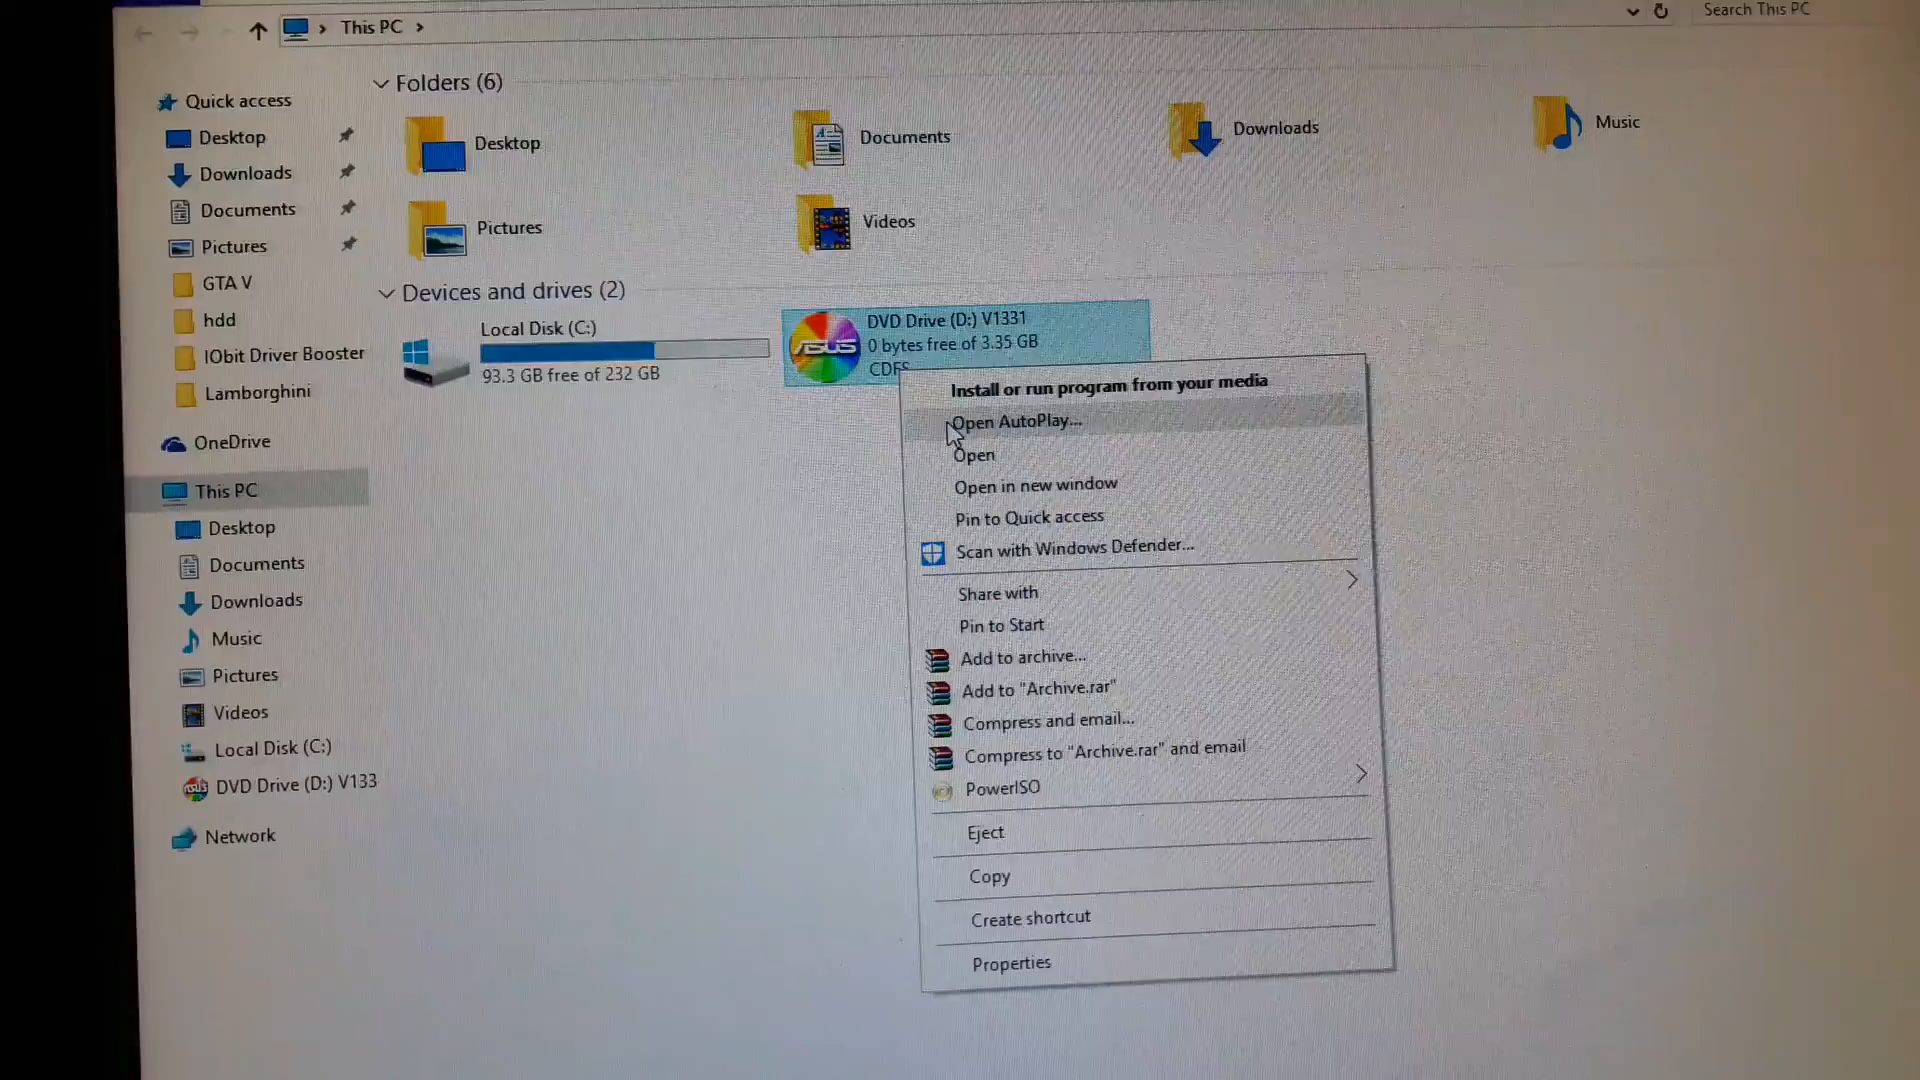 This PC
Search This PC
Folders (6)
Quick access
Desktop
Downloads
Documents
Pictures
GTA V
hdd
IObit Driver Booster
Lamborghini
OneDrive
This PC
Desktop
Documents
Downloads
Music
Pictures
Videos
Local Disk (C:)
DVD Drive (D:) V133
Network
Desktop
Documents
Downloads
Music
Pictures
Videos
Devices and drives (2)
Local Disk (C:)
93.3 GB free of 232 GB
ASUS
DVD Drive (D:) V1331
0 bytes free of 3.35 GB
CDFS
Install or run program from your media
Open AutoPlay...
Open
Open in new window
Pin to Quick access
Scan with Windows Defender...
Share with
Pin to Start
Add to archive...
Add to "Archive.rar"
Compress and email...
Compress to "Archive.rar" and email
PowerISO
Eject
Copy
Create shortcut
Properties